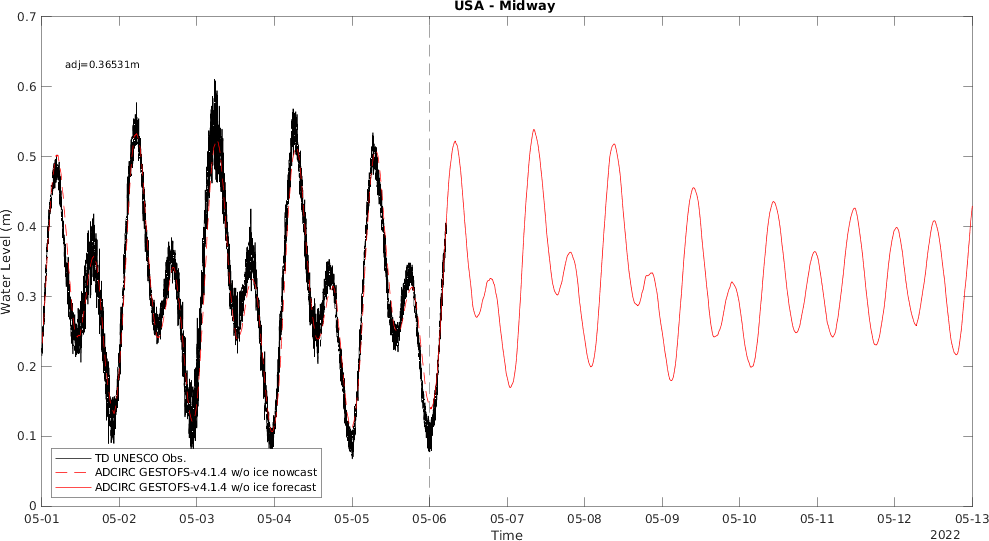 USA - Midway
adj=0.36531m
0.7
0.6
0.5
0.4
0.3
0.2
0.1
0
Water Level (m)
TD UNESCO Obs.
ADCIRC GESTOFS-v4.1.4 w/o ice nowcast
ADCIRC GESTOFS-v4.1.4 w/o ice forecast
05-01 05-02 05-03 05-04 05-05 05-06 05-07 05-08 05-09 05-10 05-11 05-12 05-13
Time
2022